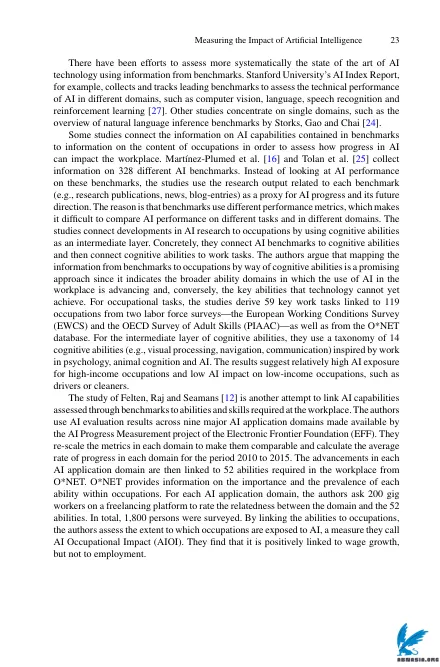 Measuring the Impact of Artificial Intelligence 23
There have been efforts to assess more systematically the state of the art of AI
technology using information from benchmarks. Stanford University's AI Index Report,
for example, collects and tracks leading benchmarks to assess the technical performance
of AI in different domains, such as computer vision, language, speech recognition and
reinforcement learning [27]. Other studies concentrate on single domains, such as the
overview of natural language inference benchmarks by Storks, Gao and Chai [24].
Some studies connect the information on AI capabilities contained in benchmarks
to information on the content of occupations in order to assess how progress in AI
can impact the workplace. Martínez-Plumed et al. [16] and Tolan et al. [25] collect
information on 328 different AI benchmarks. Instead of looking at AI performance
on these benchmarks, the studies use the research output related to each benchmark
(e.g., research publications, news, blog-entries) as a proxy for AI progress and its future
direction. The reason is that benchmarks use different performance metrics, which makes
it difficult to compare AI performance on different tasks and in different domains. The
studies connect developments in AI research to occupations by using cognitive abilities
as an intermediate layer. Concretely, they connect AI benchmarks to cognitive abilities
and then connect cognitive abilities to work tasks. The authors argue that mapping the
information from benchmarks to occupations by way of cognitive abilities is a promising
approach since it indicates the broader ability domains in which the use of AI in the
workplace is advancing and, conversely, the key abilities that technology cannot yet
achieve. For occupational tasks, the studies derive 59 key work tasks linked to 119
occupations from two labor force surveys—the European Working Conditions Survey
(EWCS) and the OECD Survey of Adult Skills (PIAAC)—as well as from the O*NET
database. For the intermediate layer of cognitive abilities, they use a taxonomy of 14
cognitive abilities (e.g., visual processing, navigation, communication) inspired by work
in psychology, animal cognition and AI. The results suggest relatively high AI exposure
for high-income occupations and low AI impact on low-income occupations, such as
drivers or cleaners.
The study of Felten, Raj and Seamans [12] is another attempt to link AI capabilities
assessed through benchmarks to abilities and skills required at the workplace. The authors
use AI evaluation results across nine major AI application domains made available by
the AI Progress Measurement project of the Electronic Frontier Foundation (EFF). They
re-scale the metrics in each domain to make them comparable and calculate the average
rate of progress in each domain for the period 2010 to 2015. The advancements in each
AI application domain are then linked to 52 abilities required in the workplace from
O*NET. O*NET provides information on the importance and the prevalence of each
ability within occupations. For each AI application domain, the authors ask 200 gig
workers on a freelancing platform to rate the relatedness between the domain and the 52
abilities. In total, 1,800 persons were surveyed. By linking the abilities to occupations,
the authors assess the extent to which occupations are exposed to AI, a measure they call
AI Occupational Impact (AIOI). They find that it is positively linked to wage growth,
but not to employment.